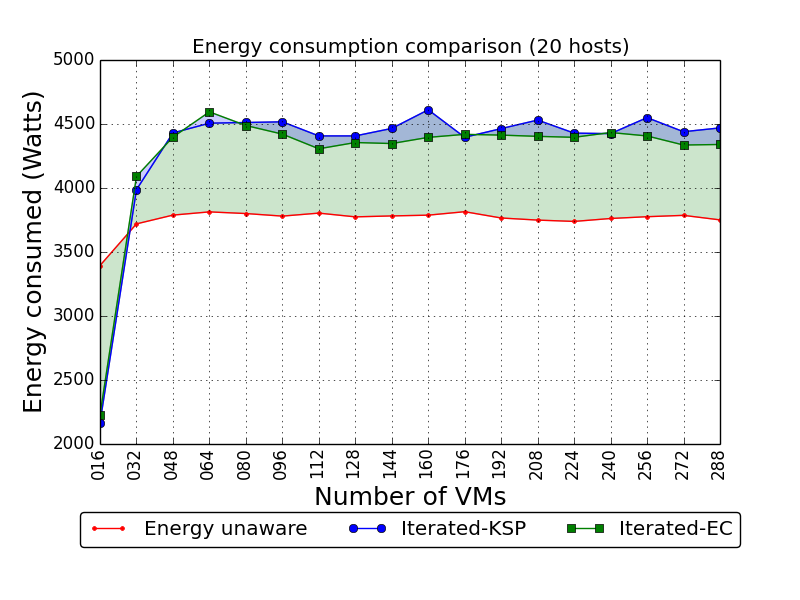 Energy consumption comparison (20 hosts)
Energy consumed (Watts)
5000
4500
4000
3500
3000
2500
2000
016 032 048 064 080 096 112 128 144 160 176 192 208 224 240 256 272 288
Number of VMs
Energy unaware Iterated-KSP Iterated-EC